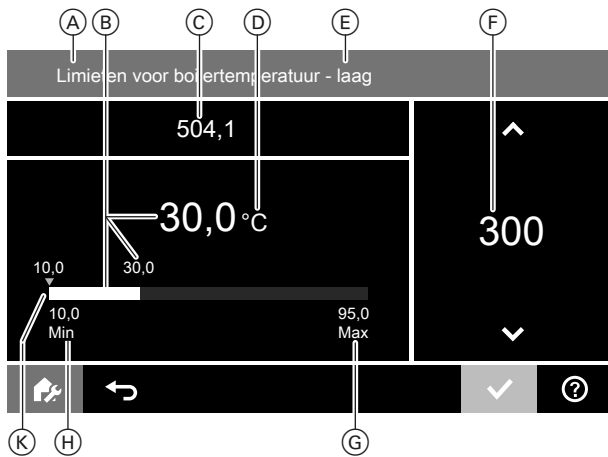 A B C D E F
Limieten voor boilertemperatuur - laag
504,1
30,0 °C
300
10,0 30,0
10,0 95,0
Min Max
?
K H G